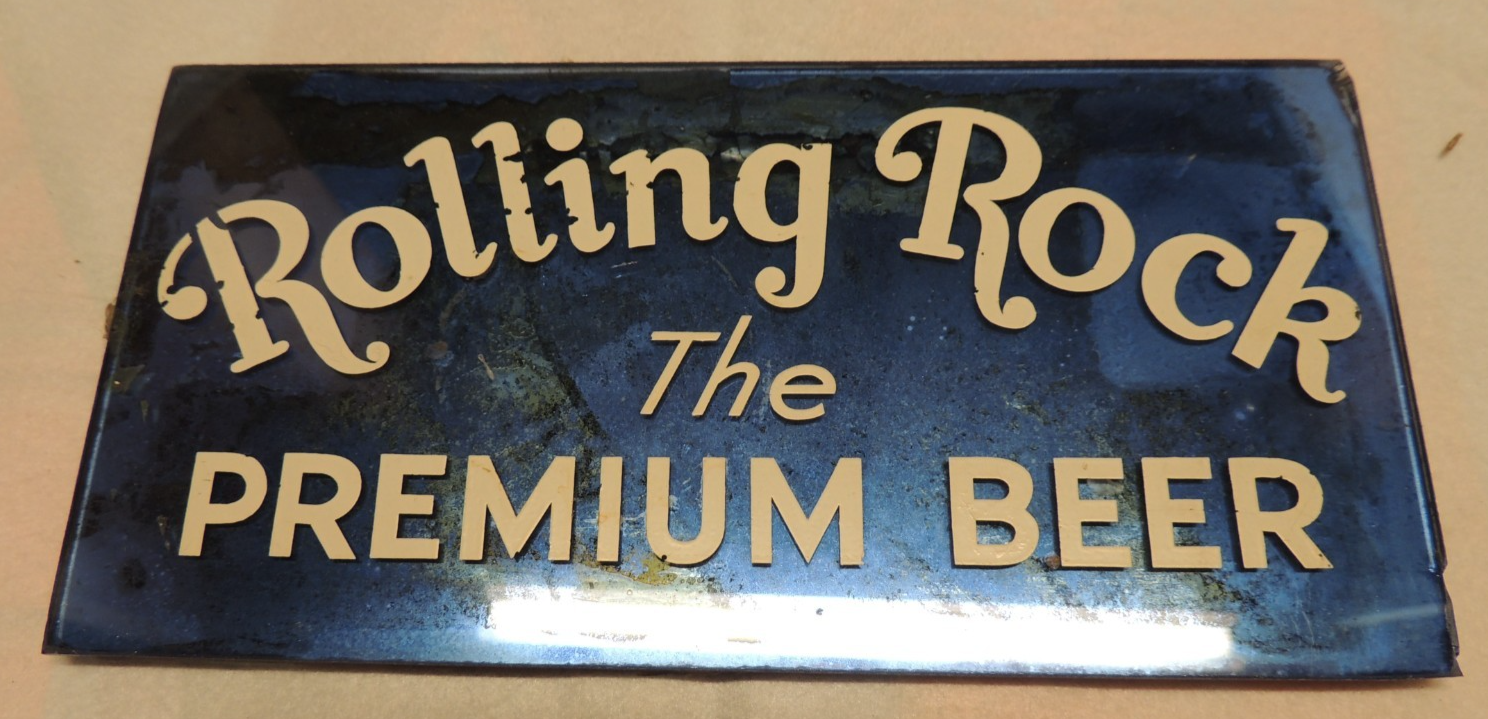 Rolling Rock
The
PREMIUM BEER